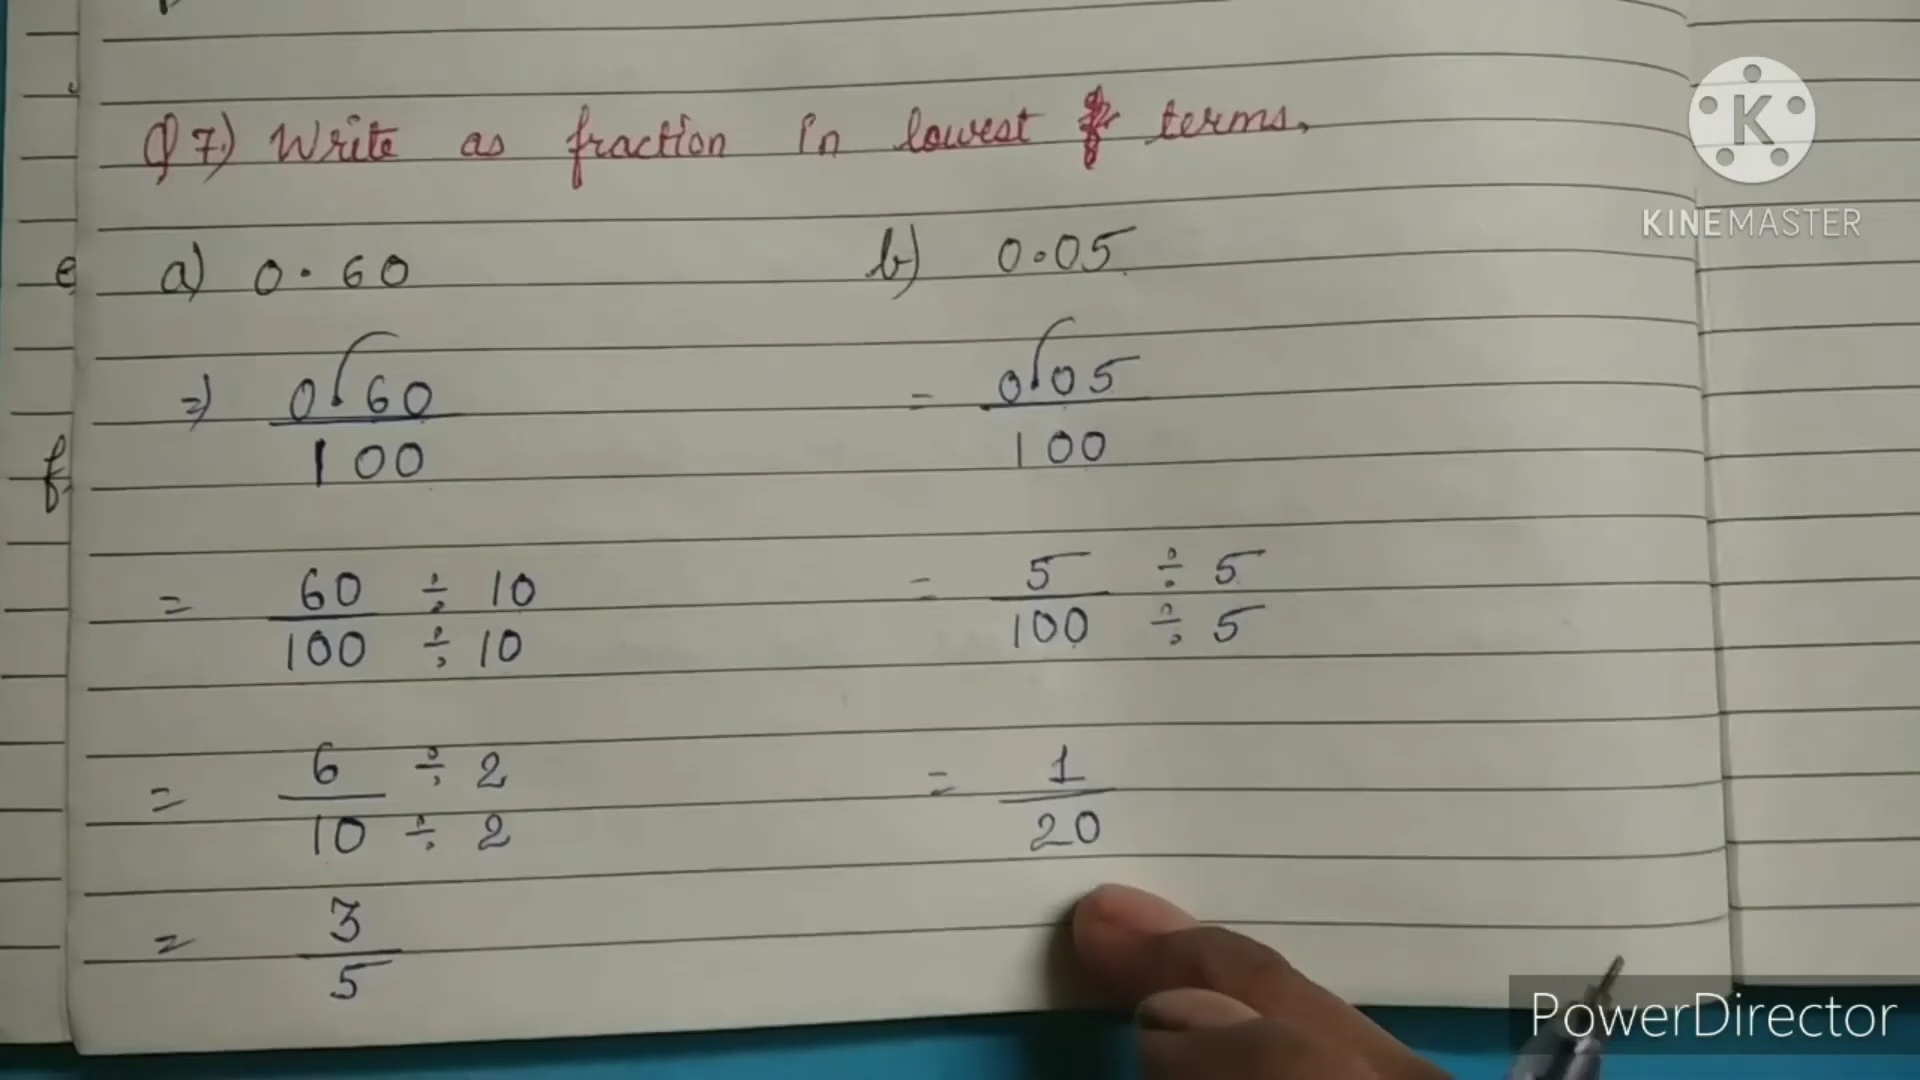 Q7.) Write as fraction in lowest terms.
a) 0.60
b) 0.05
=) 0.60
100
= 0.05
100
= 60 ÷ 10
100 ÷ 10
= 5 ÷ 5
100 ÷ 5
= 6 ÷ 2
10 ÷ 2
= 1
20
= 3
5
e
f
K
KINEMASTER
PowerDirector